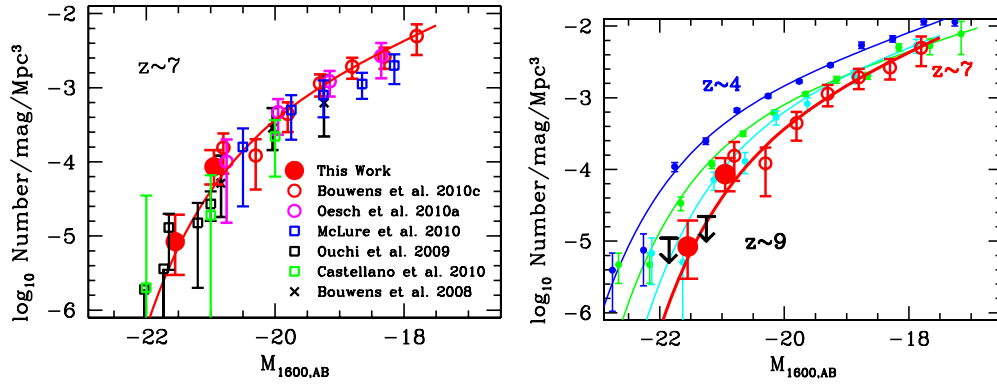 z~7
This Work
Bouwens et al. 2010c
Oesch et al. 2010a
McLure et al. 2010
Ouchi et al. 2009
Castellano et al. 2010
Bouwens et al. 2008
log₁₀ Number/mag/Mpc³
-2
-3
-4
-5
-6
-22
-20
-18
M₁₆₀₀,AB
z~4
z~7
z~9
log₁₀ Number/mag/Mpc³
-2
-3
-4
-5
-6
-22
-20
-18
M₁₆₀₀,AB